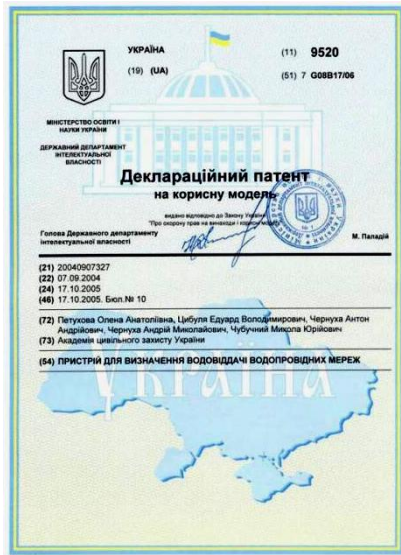 УКРАЇНА
(19) (UA)
(11) 9520
(51) 7 G08B17/06
МІНІСТЕРСТВО ОСВІТИ І
НАУКИ УКРАЇНИ
ДЕРЖАВНИЙ ДЕПАРТАМЕНТ
ІНТЕЛЕКТУАЛЬНОЇ
ВЛАСНОСТІ
Деклараційний патент
на корисну модель
видано відповідно до Закону України
"Про охорону прав на винаходи і корисні моделі"
Голова Державного департаменту
інтелектуальної власності
М. Паладій
(21) 20040907327
(22) 07.09.2004
(24) 17.10.2005
(46) 17.10.2005. Бюл.№ 10
(72) Петухова Олена Анатоліївна, Цибуля Едуард Володимирович, Чернуха Антон
Андрійович, Чернуха Андрій Миколайович, Чубучний Микола Юрійович
(73) Академія цивільного захисту України
(54) ПРИСТРІЙ ДЛЯ ВИЗНАЧЕННЯ ВОДОВІДДАЧІ ВОДОПРОВІДНИХ МЕРЕЖ
Україна